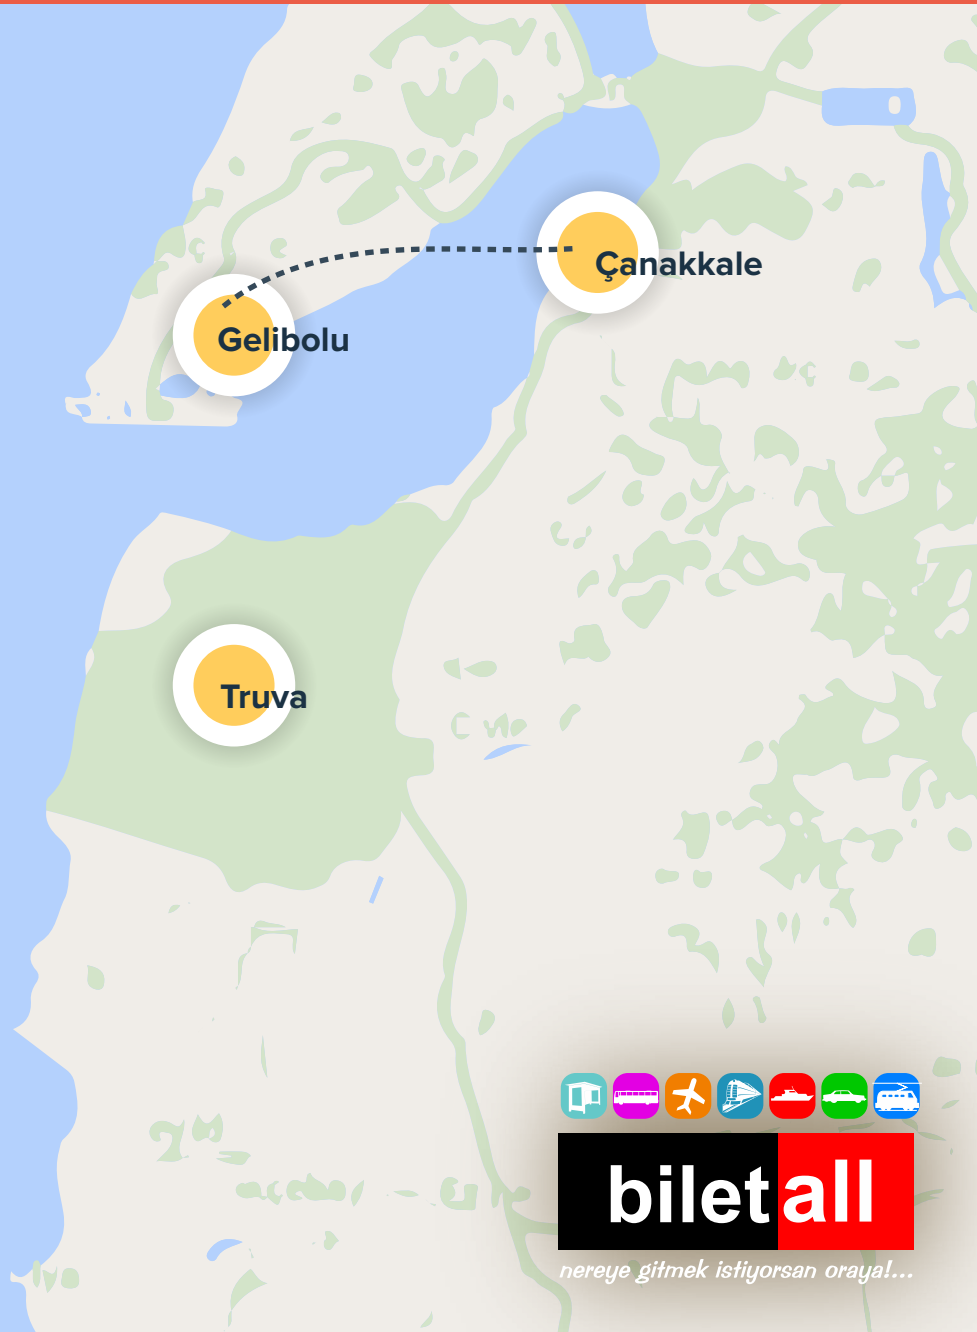 Çanakkale
Gelibolu
Truva
biletall
nereye gitmek istiyorsan oraya!...